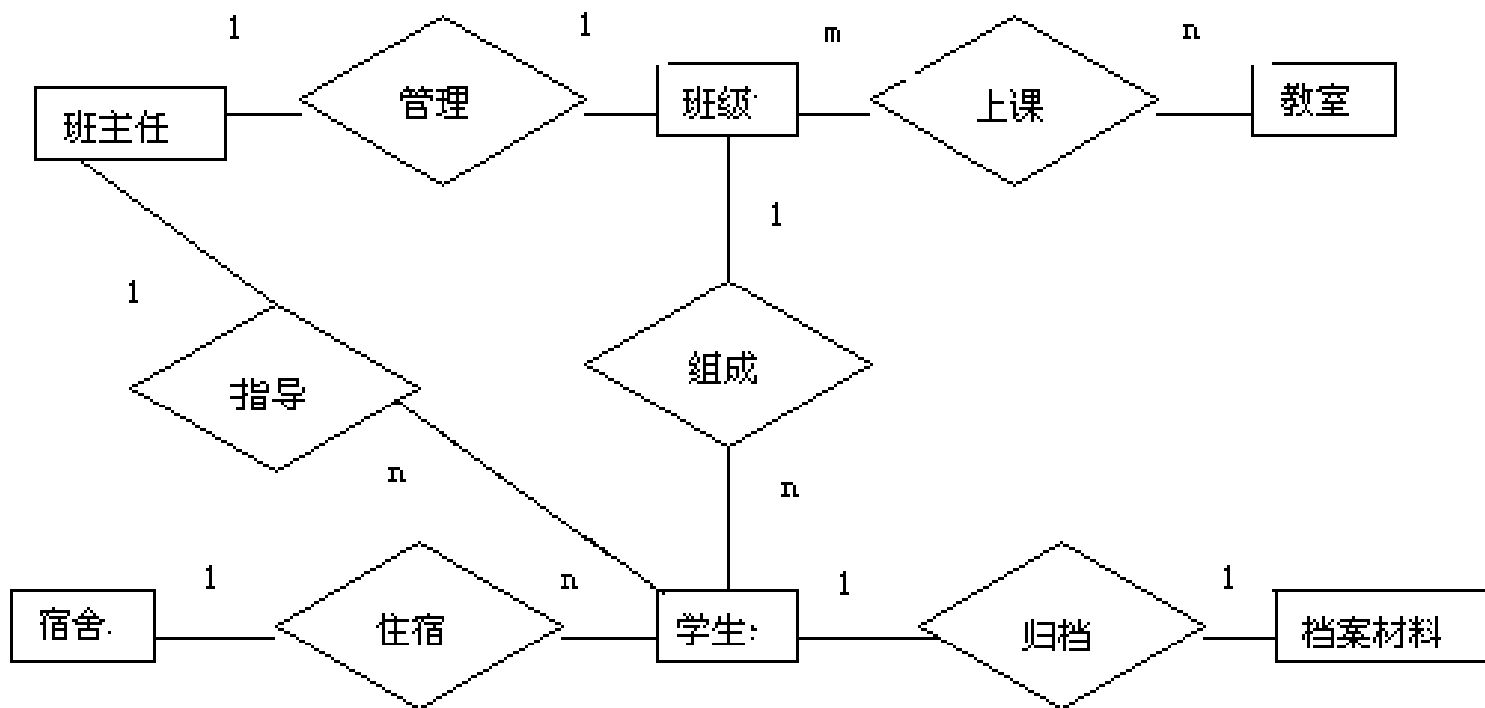 1 1 m n
班主任 管理 班级 上课 教室
1
1
指导 组成
n n
1 n 1 1
宿舍 住宿 学生 归档 档案材料